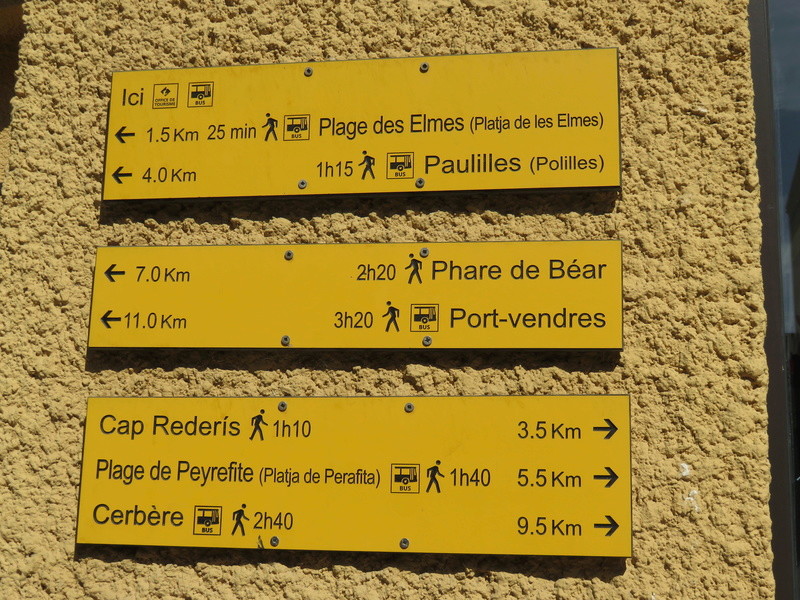 Ici OFFICE DE TOURISME BUS
← 1.5 Km 25 min BUS Plage des Elmes (Platja de les Elmes)
← 4.0 Km 1h15 BUS Paulilles (Polilles)
← 7.0 Km 2h20 Phare de Béar
← 11.0 Km 3h20 BUS Port-vendres
Cap Rederís 1h10 3.5 Km →
Plage de Peyrefite (Platja de Perafita) BUS 1h40 5.5 Km →
Cerbère BUS 2h40 9.5 Km →